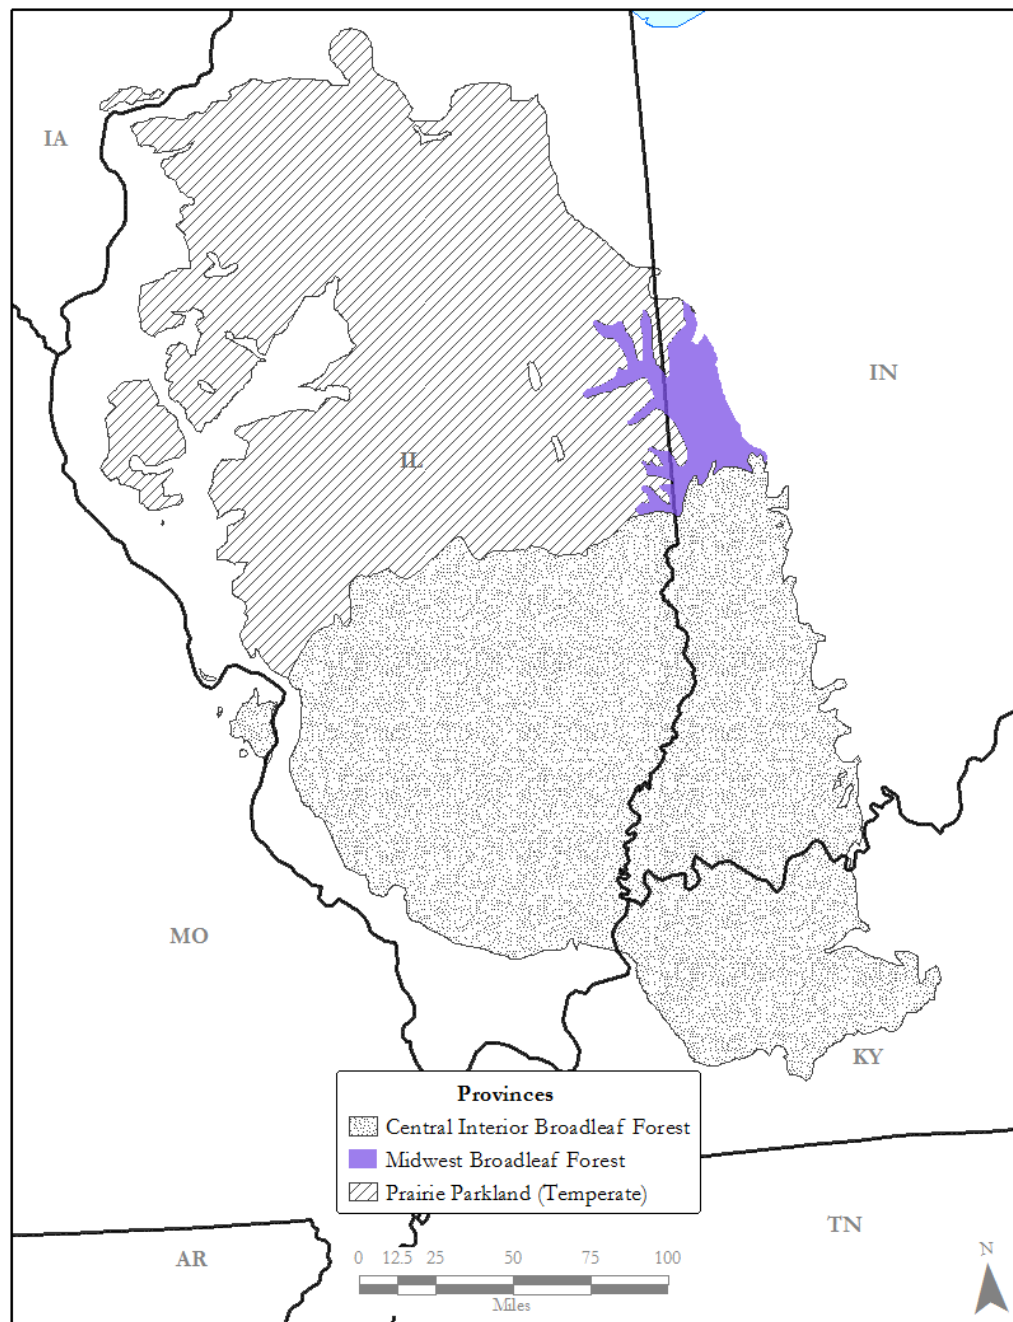 IA
IN
IL
MO
KY
Provinces
Central Interior Broadleaf Forest
Midwest Broadleaf Forest
Prairie Parkland (Temperate)
TN
AR
N
0 12.5 25 50 75 100
Miles